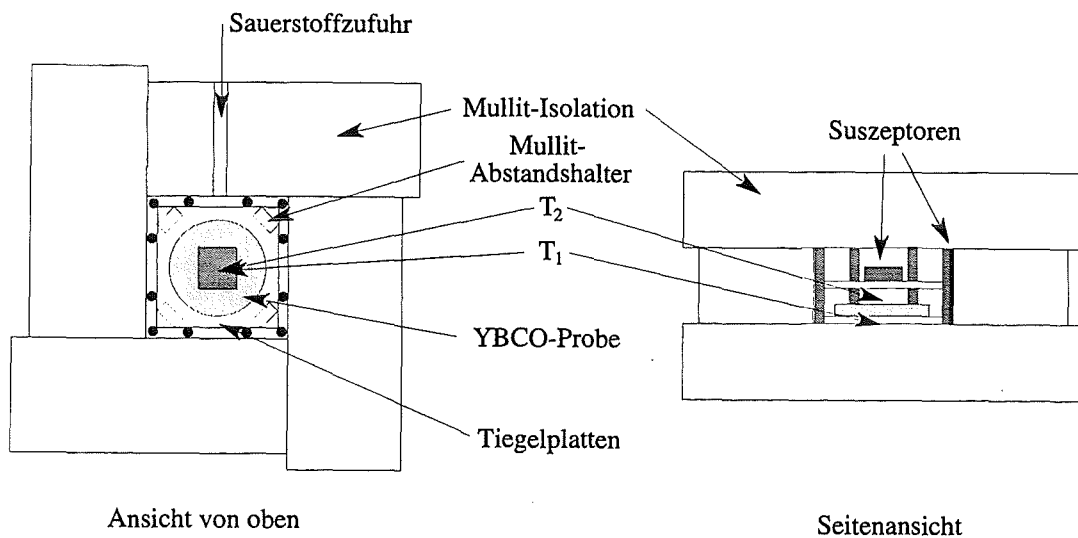 Sauerstoffzufuhr
Mullit-Isolation
Mullit-
Abstandshalter
T₂
T₁
YBCO-Probe
Tiegelplatten
Suszeptoren
Ansicht von oben
Seitenansicht